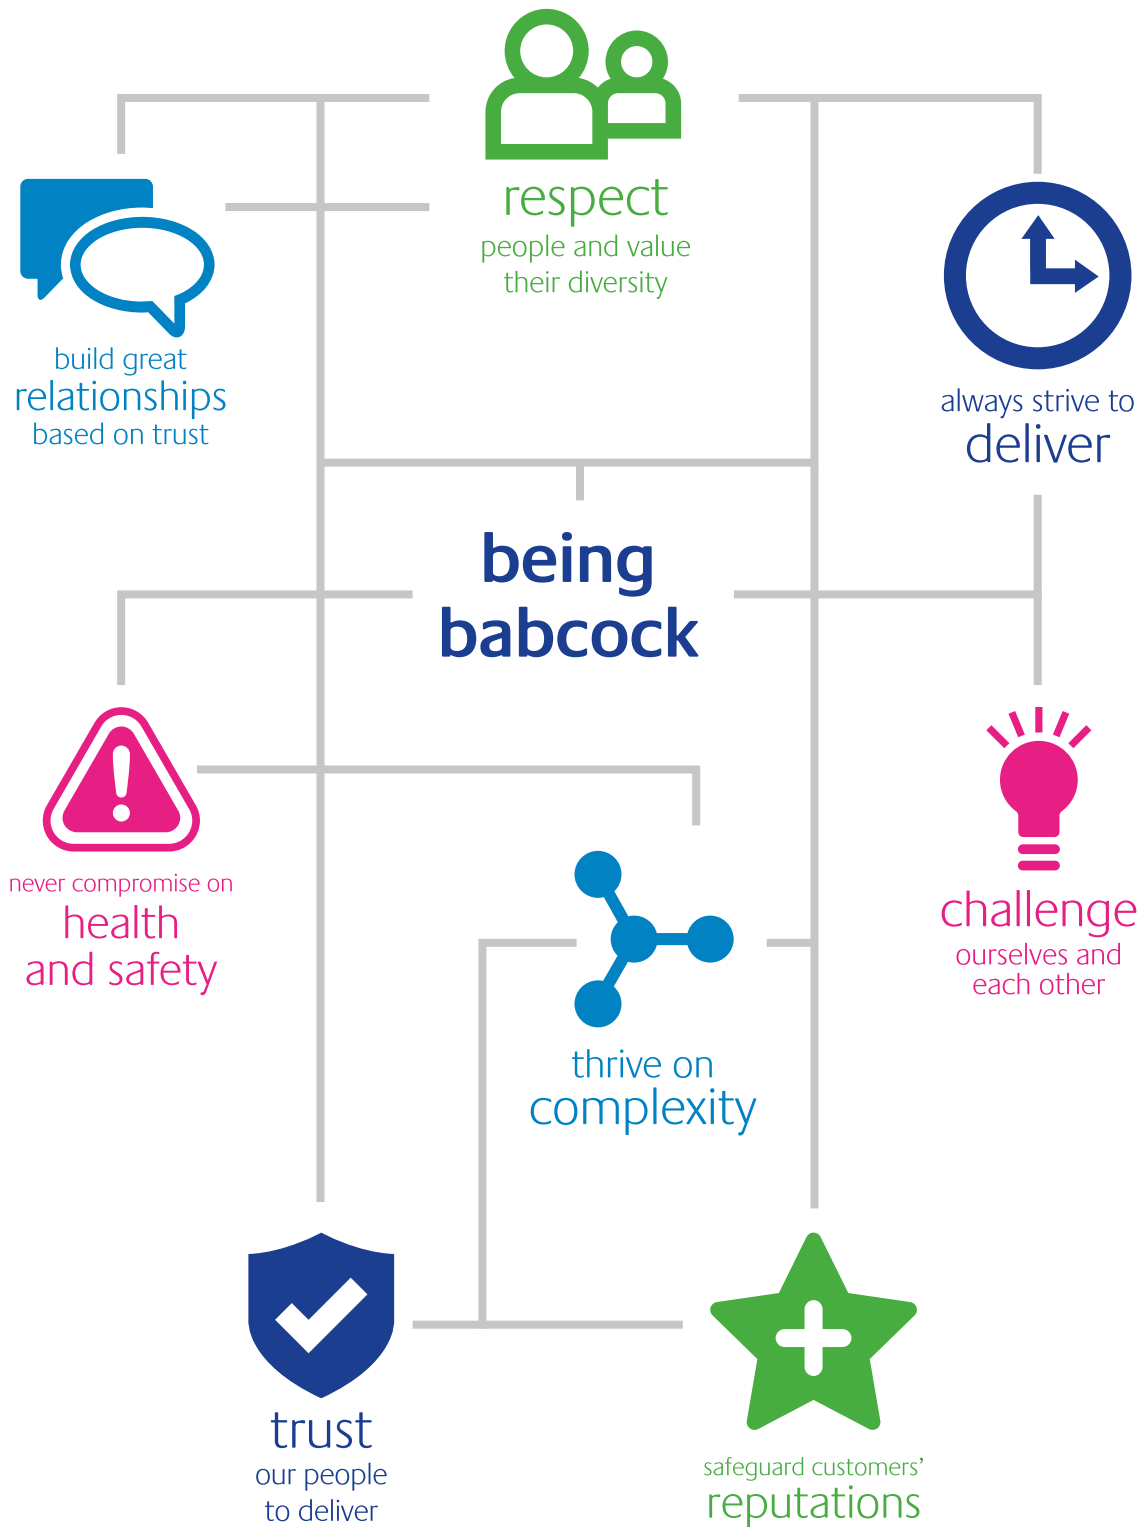 respect
people and value
their diversity
build great
relationships
based on trust
always strive to
deliver
being
babcock
never compromise on
health
and safety
challenge
ourselves and
each other
thrive on
complexity
trust
our people
to deliver
safeguard customers’
reputations